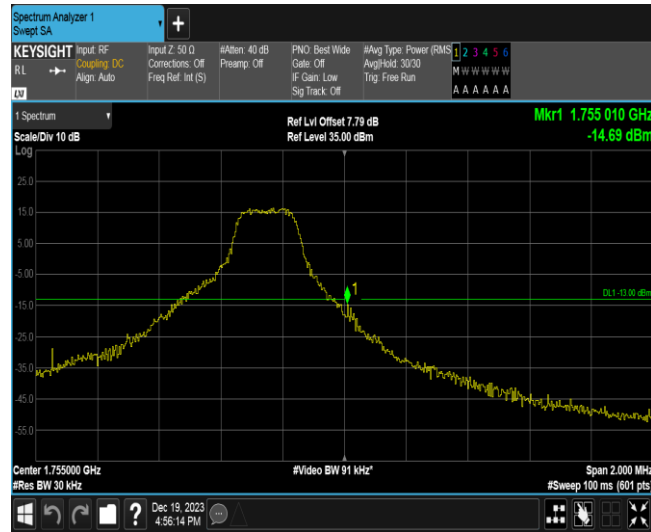 Spectrum Analyzer 1
Swept SA
+
KEYSIGHT
RL
LXI
Input: RF
Coupling: DC
Align: Auto
Input Z: 50 Ω
Corrections: Off
Freq Ref: Int (S)
#Atten: 40 dB
Preamp: Off
PNO: Best Wide
Gate: Off
IF Gain: Low
Sig Track: Off
#Avg Type: Power (RMS
Avg|Hold: 30/30
Trig: Free Run
1 2 3 4 5 6
M W W W W W
A A A A A A
1 Spectrum
Scale/Div 10 dB
Log
Ref Lvl Offset 7.79 dB
Ref Level 35.00 dBm
Mkr1 1.755 010 GHz
-14.69 dBm
25.0
15.0
5.00
-5.00
-15.0
-25.0
-35.0
-45.0
-55.0
1
DL1 -13.00 dBm
Center 1.755000 GHz
#Res BW 30 kHz
#Video BW 91 kHz*
Span 2.000 MHz
#Sweep 100 ms (601 pts)
?
Dec 19, 2023
4:56:14 PM